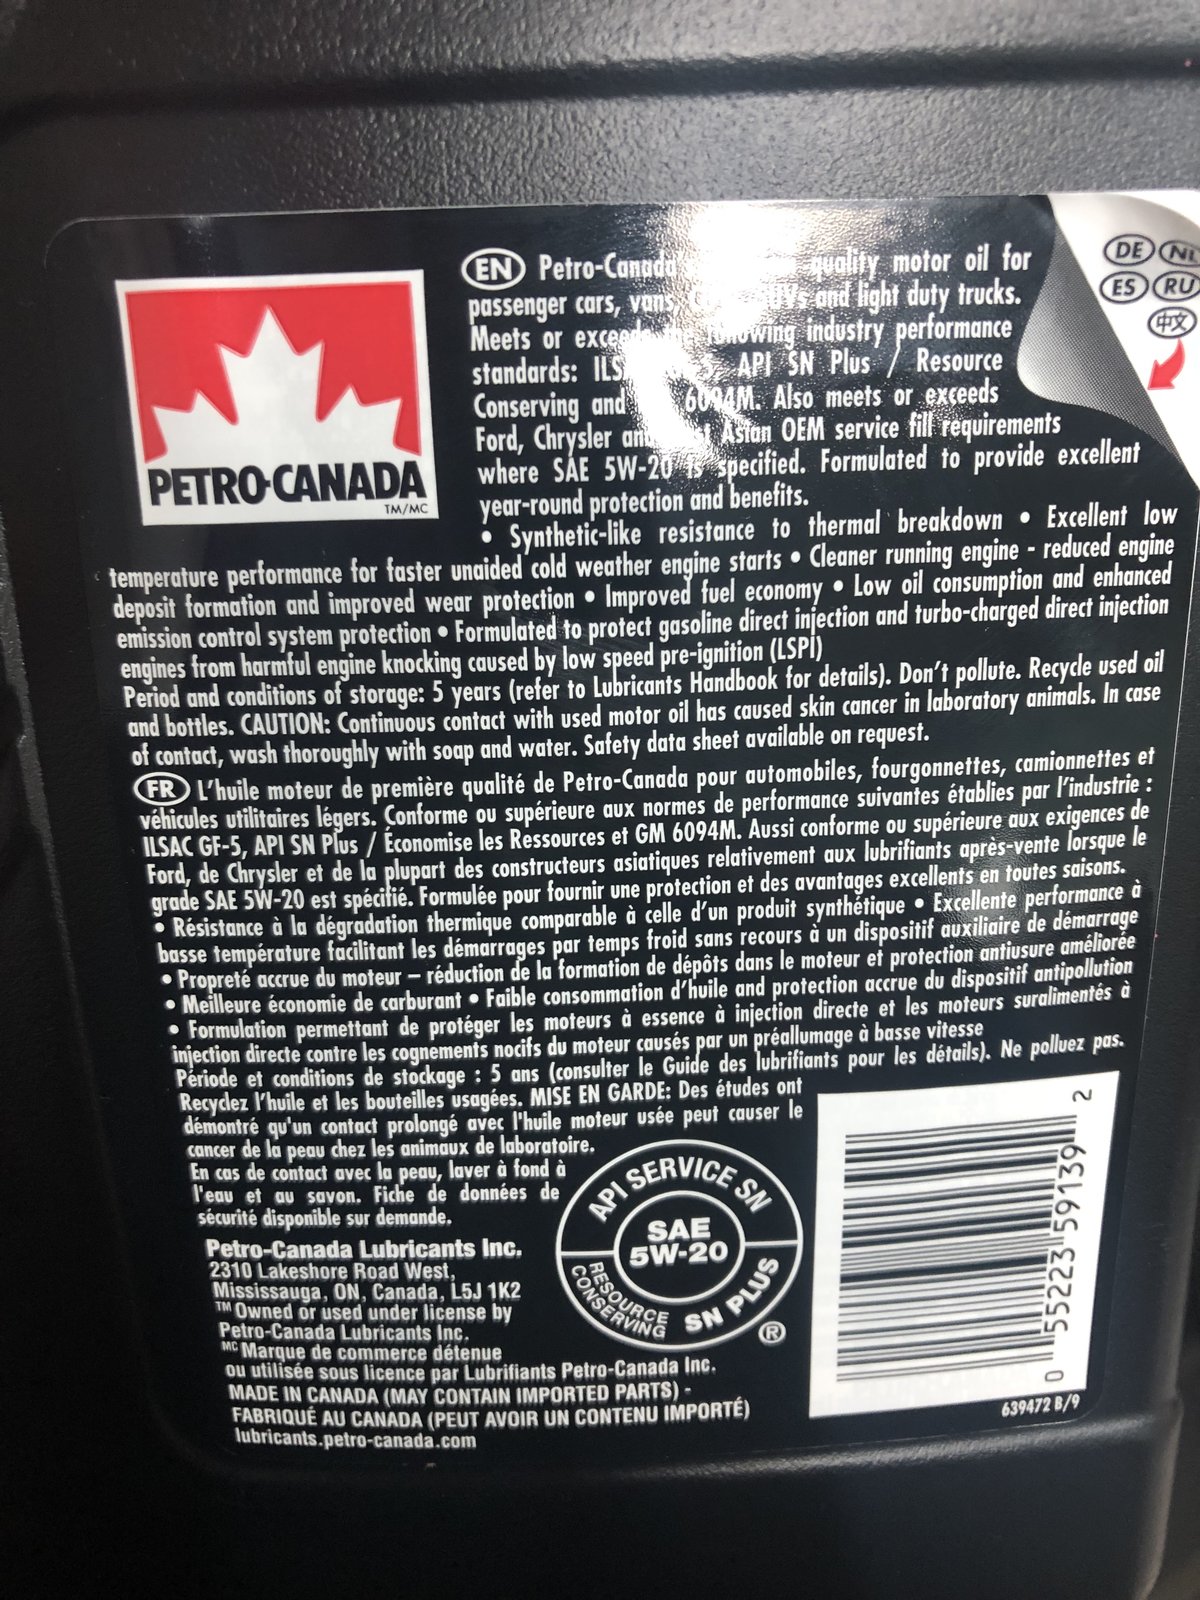 PETRO-CANADA
TM/MC
EN Petro-Canada quality motor oil for
passenger cars, vans, and light duty trucks.
Meets or exceeds following industry performance
standards: API SN Plus / Resource
Conserving and 6094M. Also meets or exceeds
Ford, Chrysler and Asian OEM service fill requirements
where SAE 5W-20 is specified. Formulated to provide excellent
year-round protection and benefits.
• Synthetic-like resistance to thermal breakdown • Excellent low
temperature performance for faster unaided cold weather engine starts • Cleaner running engine - reduced engine
deposit formation and improved wear protection • Improved fuel economy • Low oil consumption and enhanced
emission control system protection • Formulated to protect gasoline direct injection and turbo-charged direct injection
engines from harmful engine knocking caused by low speed pre-ignition (LSPI)
Period and conditions of storage: 5 years (refer to Lubricants Handbook for details). Don't pollute. Recycle used oil
and bottles. CAUTION: Continuous contact with used motor oil has caused skin cancer in laboratory animals. In case
of contact, wash thoroughly with soap and water. Safety data sheet available on request.
FR L'huile moteur de première qualité de Petro-Canada pour automobiles, fourgonnettes, camionnettes et
véhicules utilitaires légers. Conforme ou supérieure aux normes de performance suivantes établies par l'industrie :
ILSAC GF-5, API SN Plus / Économise les Ressources et GM 6094M. Aussi conforme ou supérieure aux exigences de
Ford, de Chrysler et de la plupart des constructeurs asiatiques relativement aux lubrifiants après-vente lorsque le
grade SAE 5W-20 est spécifié. Formulée pour fournir une protection et des avantages excellents en toutes saisons.
• Résistance à la dégradation thermique comparable à celle d'un produit synthétique • Excellente performance à
basse température facilitant les démarrages par temps froid sans recours à un dispositif auxiliaire de démarrage
• Propreté accrue du moteur – réduction de la formation de dépôts dans le moteur et protection antiusure améliorée
• Meilleure économie de carburant • Faible consommation d'huile and protection accrue du dispositif antipollution
• Formulation permettant de protéger les moteurs à essence à injection directe et les moteurs suralimentés à
injection directe contre les cognements nocifs du moteur causés par un préallumage à basse vitesse
Période et conditions de stockage : 5 ans (consulter le Guide des lubrifiants pour les détails). Ne polluez pas.
Recyclez l'huile et les bouteilles usagées. MISE EN GARDE: Des études ont
démontré qu'un contact prolongé avec l'huile moteur usée peut causer le
cancer de la peau chez les animaux de laboratoire.
En cas de contact avec la peau, laver à fond à
l'eau et au savon. Fiche de données de
sécurité disponible sur demande.
Petro-Canada Lubricants Inc.
2310 Lakeshore Road West,
Mississauga, ON, Canada, L5J 1K2
™ Owned or used under license by
Petro-Canada Lubricants Inc.
MC Marque de commerce détenue
ou utilisée sous licence par Lubrifiants Petro-Canada Inc.
MADE IN CANADA (MAY CONTAIN IMPORTED PARTS) -
FABRIQUÉ AU CANADA (PEUT AVOIR UN CONTENU IMPORTÉ)
lubricants.petro-canada.com
API SERVICE SN
SAE
5W-20
RESOURCE
CONSERVING
SN PLUS
®
0 55223 59139 2
639472 B/9
DE NL
ES RU
中文